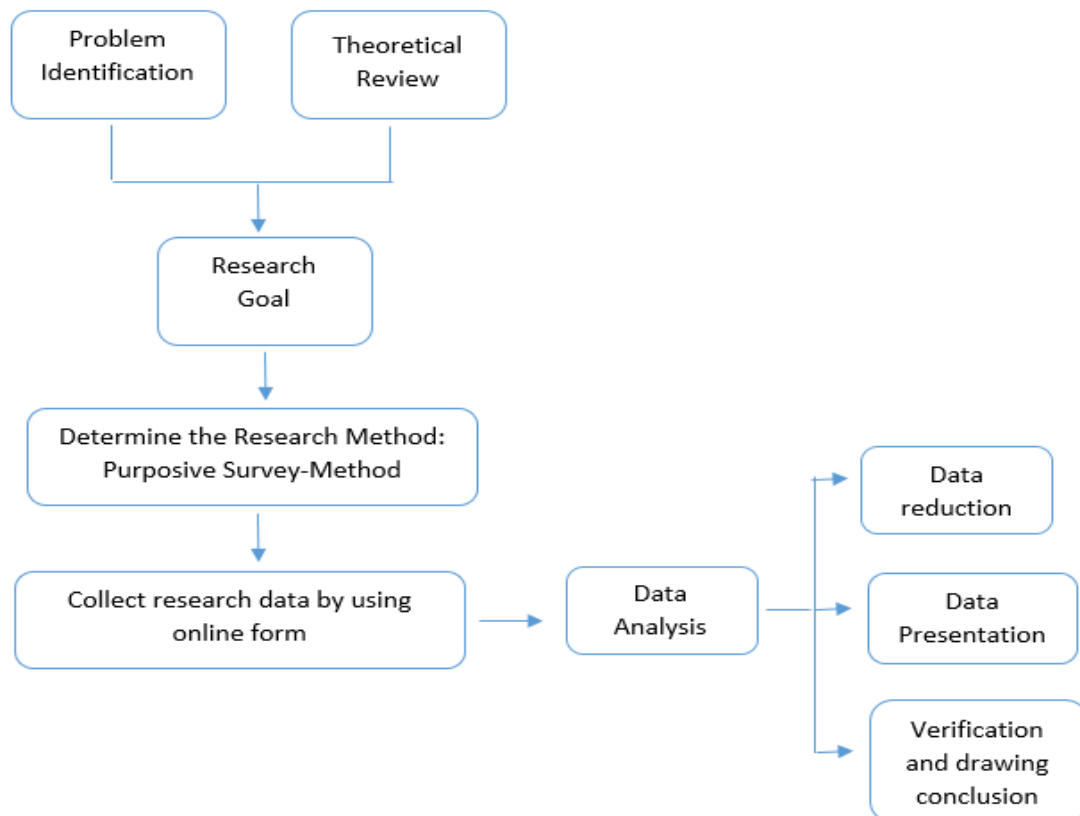 Problem
Identification
Theoretical
Review
Research
Goal
Determine the Research Method:
Purposive Survey-Method
Collect research data by using
online form
Data
Analysis
Data
reduction
Data
Presentation
Verification
and drawing
conclusion